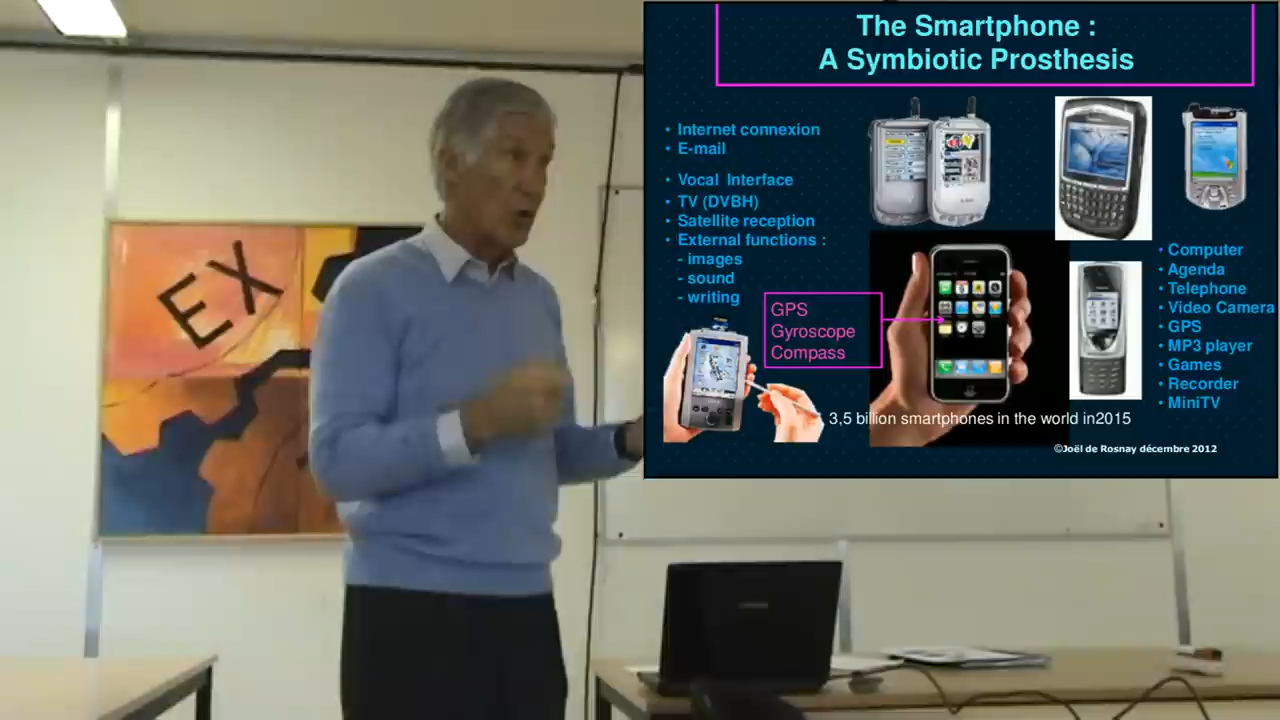 EX
The Smartphone :
A Symbiotic Prosthesis
• Internet connexion
• E-mail
• Vocal Interface
• TV (DVBH)
• Satellite reception
• External functions :
- images
- sound
- writing
GPS
Gyroscope
Compass
• Computer
• Agenda
• Telephone
• Video Camera
• GPS
• MP3 player
• Games
• Recorder
• MiniTV
3,5 billion smartphones in the world in2015
©Joël de Rosnay décembre 2012